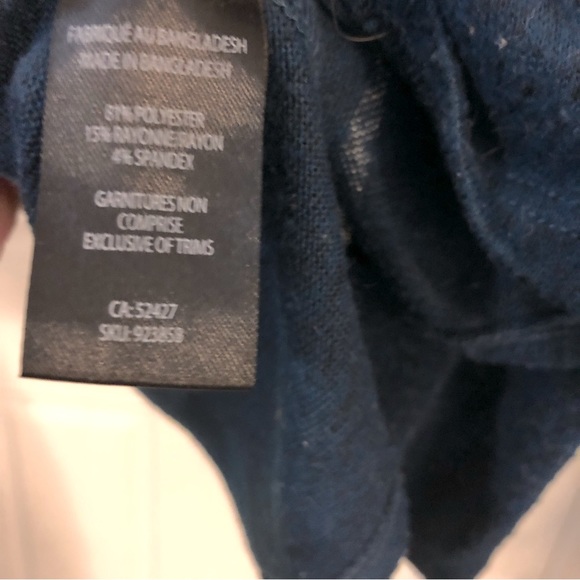 FABRIQUÉ AU BANGLADESH
MADE IN BANGLADESH
81% POLYESTER
15% RAYONNE/RAYON
4% SPANDEX
GARNITURES NON
COMPRISE
EXCLUSIVE OF TRIMS
CA: 52427
SKU: 923858